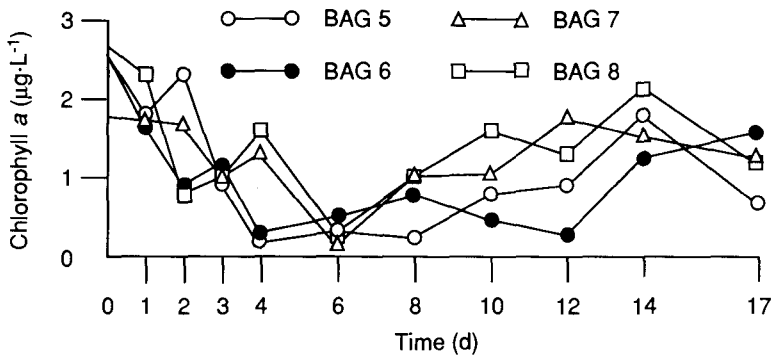 3
BAG 5
BAG 7
BAG 6
BAG 8
2
1
0
Chlorophyll a (µg·L-1)
0 1 2 3 4 6 8 10 12 14 17
Time (d)